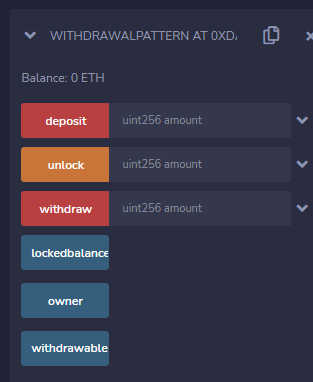 WITHDRAWALPATTERN AT 0XD
Balance: 0 ETH
deposit uint256 amount
unlock uint256 amount
withdraw uint256 amount
lockedbalance
owner
withdrawable